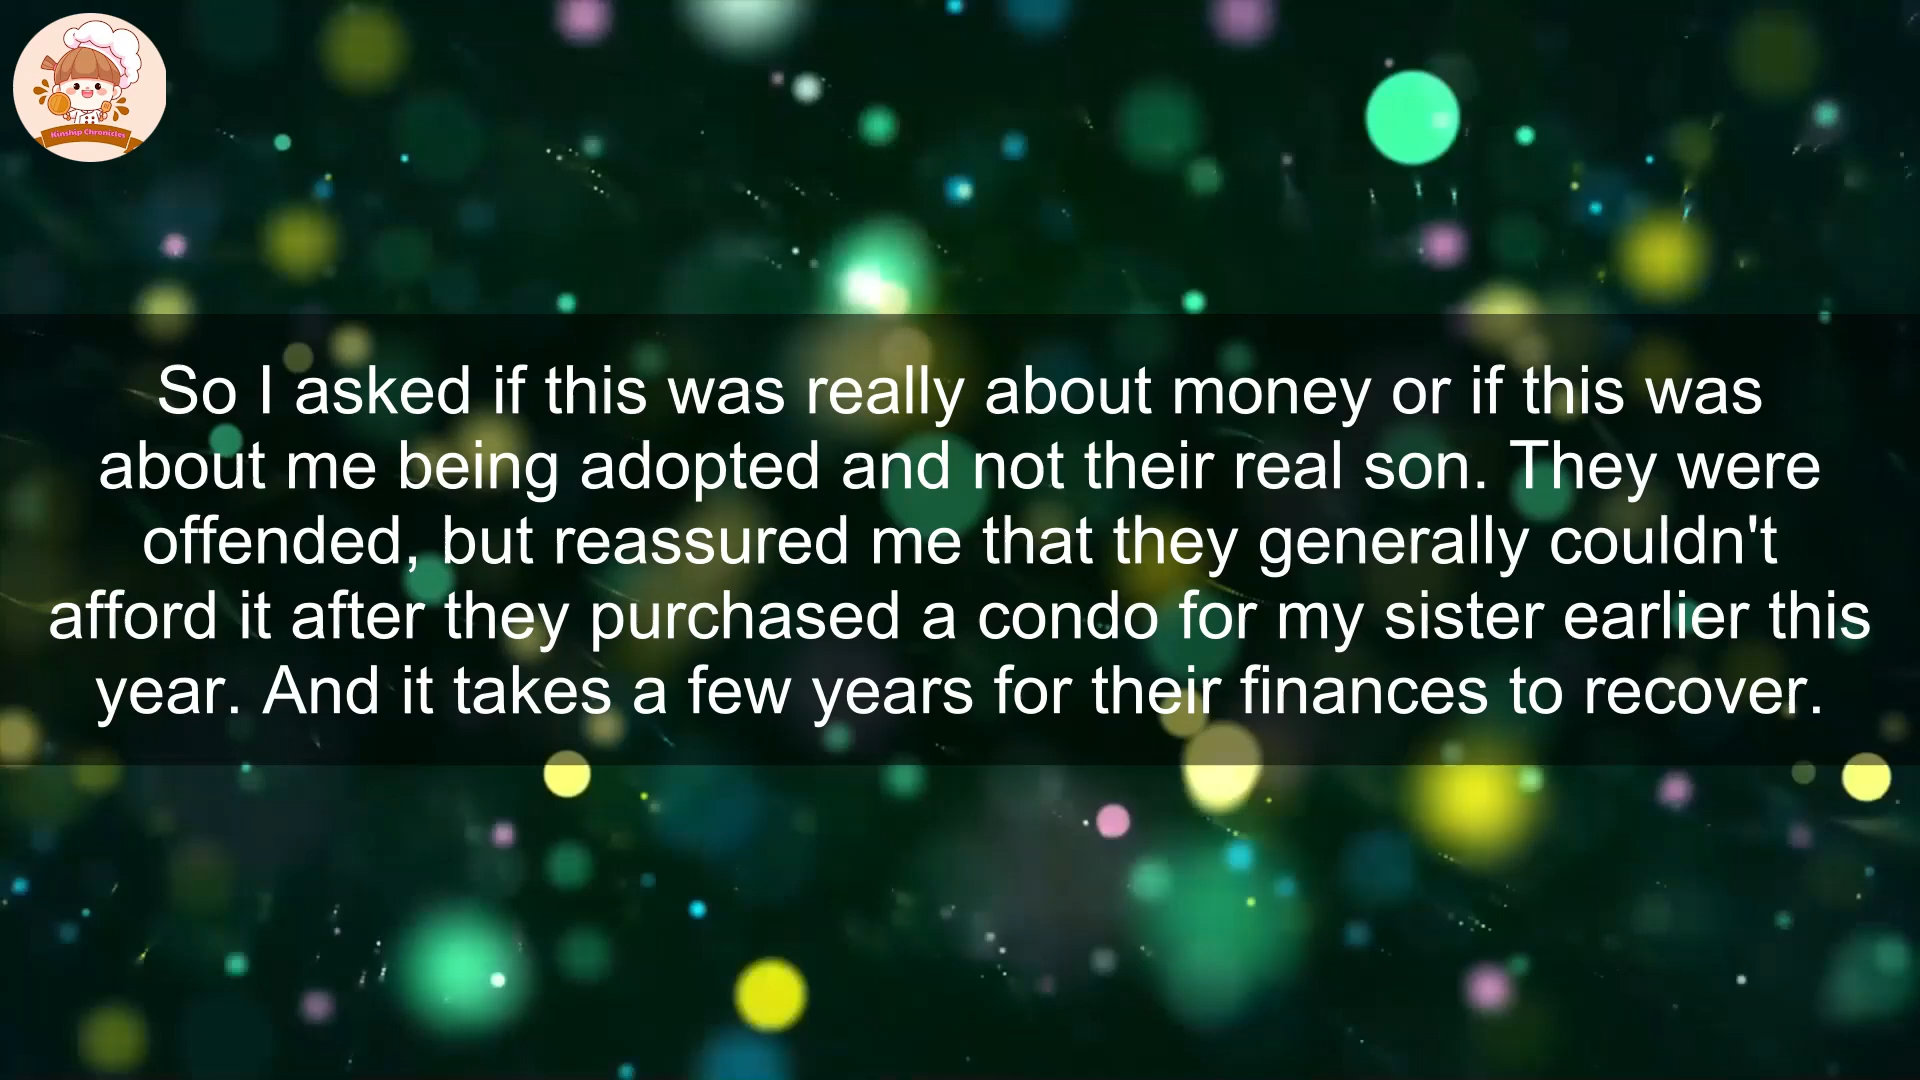 Kinship Chronicles
So I asked if this was really about money or if this was
about me being adopted and not their real son. They were
offended, but reassured me that they generally couldn't
afford it after they purchased a condo for my sister earlier this
year. And it takes a few years for their finances to recover.